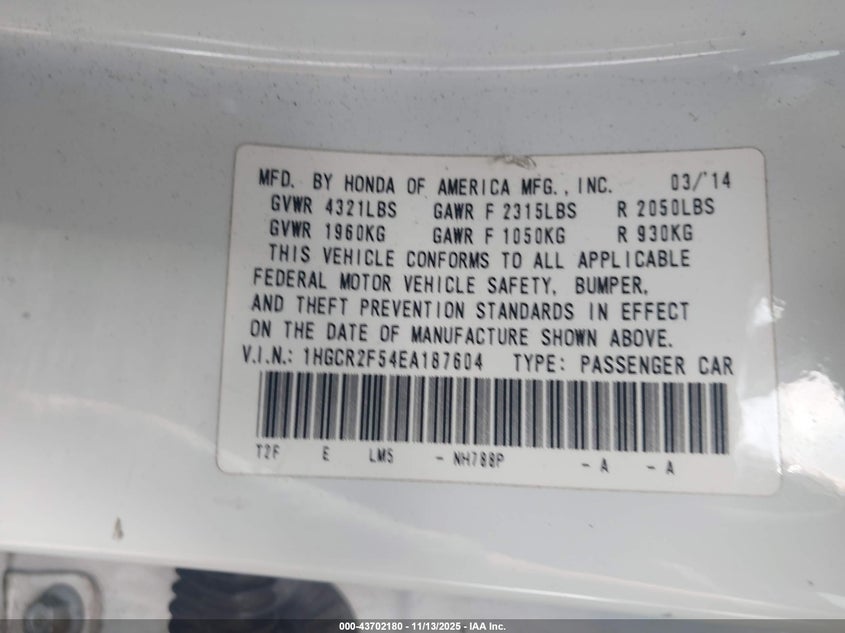 MFD. BY HONDA OF AMERICA MFG., INC. 03/'14
GVWR 4321LBS GAWR F 2315LBS R 2050LBS
GVWR 1960KG GAWR F 1050KG R 930KG
THIS VEHICLE CONFORMS TO ALL APPLICABLE
FEDERAL MOTOR VEHICLE SAFETY, BUMPER,
AND THEFT PREVENTION STANDARDS IN EFFECT
ON THE DATE OF MANUFACTURE SHOWN ABOVE.
V.I.N.: 1HGCR2F54EA187604 TYPE: PASSENGER CAR
T2F E LM5 - NH788P - A - A
000-43702180 - 11/13/2025 - IAA Inc.